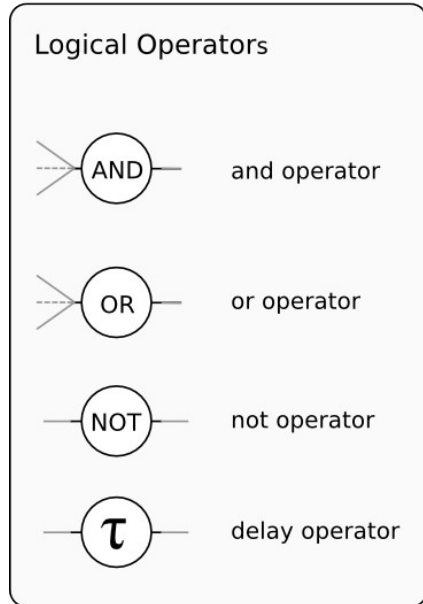 Logical Operators
AND and operator
OR or operator
NOT not operator
τ delay operator